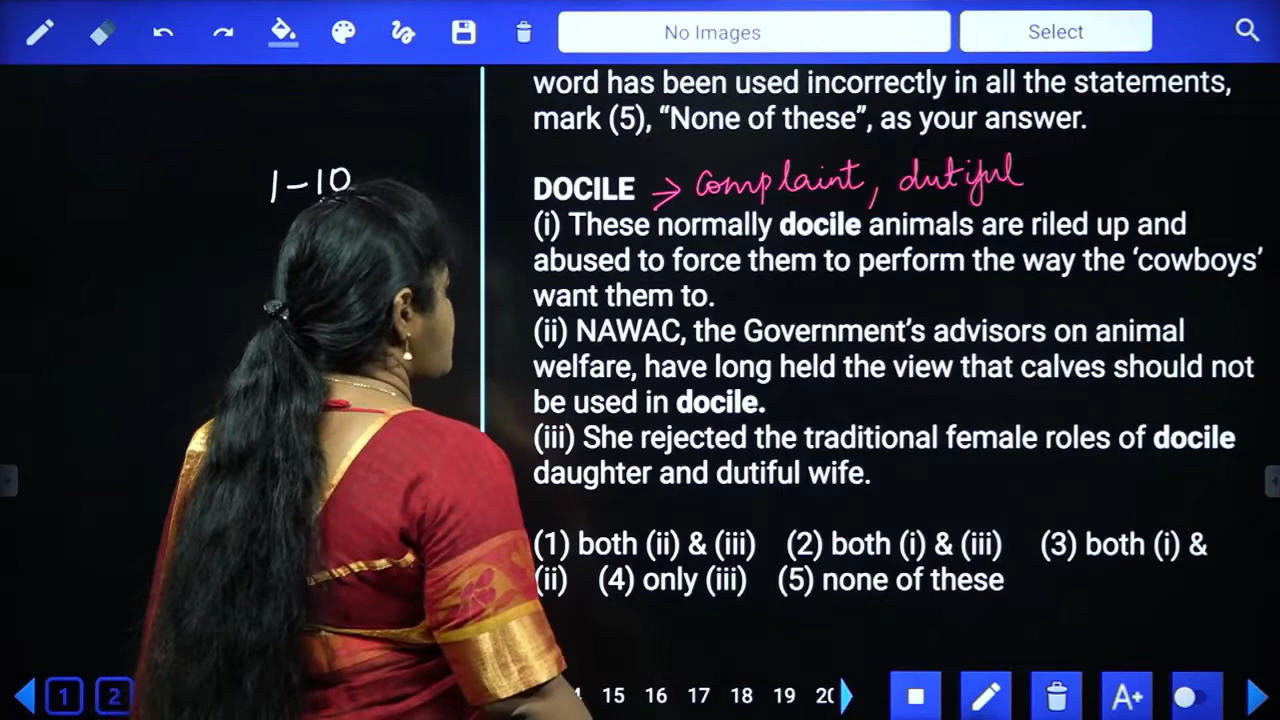 No Images
Select
word has been used incorrectly in all the statements,
mark (5), “None of these”, as your answer.
1-10
DOCILE → complaint, dutiful
(i) These normally docile animals are riled up and
abused to force them to perform the way the ‘cowboys’
want them to.
(ii) NAWAC, the Government’s advisors on animal
welfare, have long held the view that calves should not
be used in docile.
(iii) She rejected the traditional female roles of docile
daughter and dutiful wife.
(1) both (ii) & (iii) (2) both (i) & (iii) (3) both (i) &
(ii) (4) only (iii) (5) none of these
1 2 15 16 17 18 19 A+